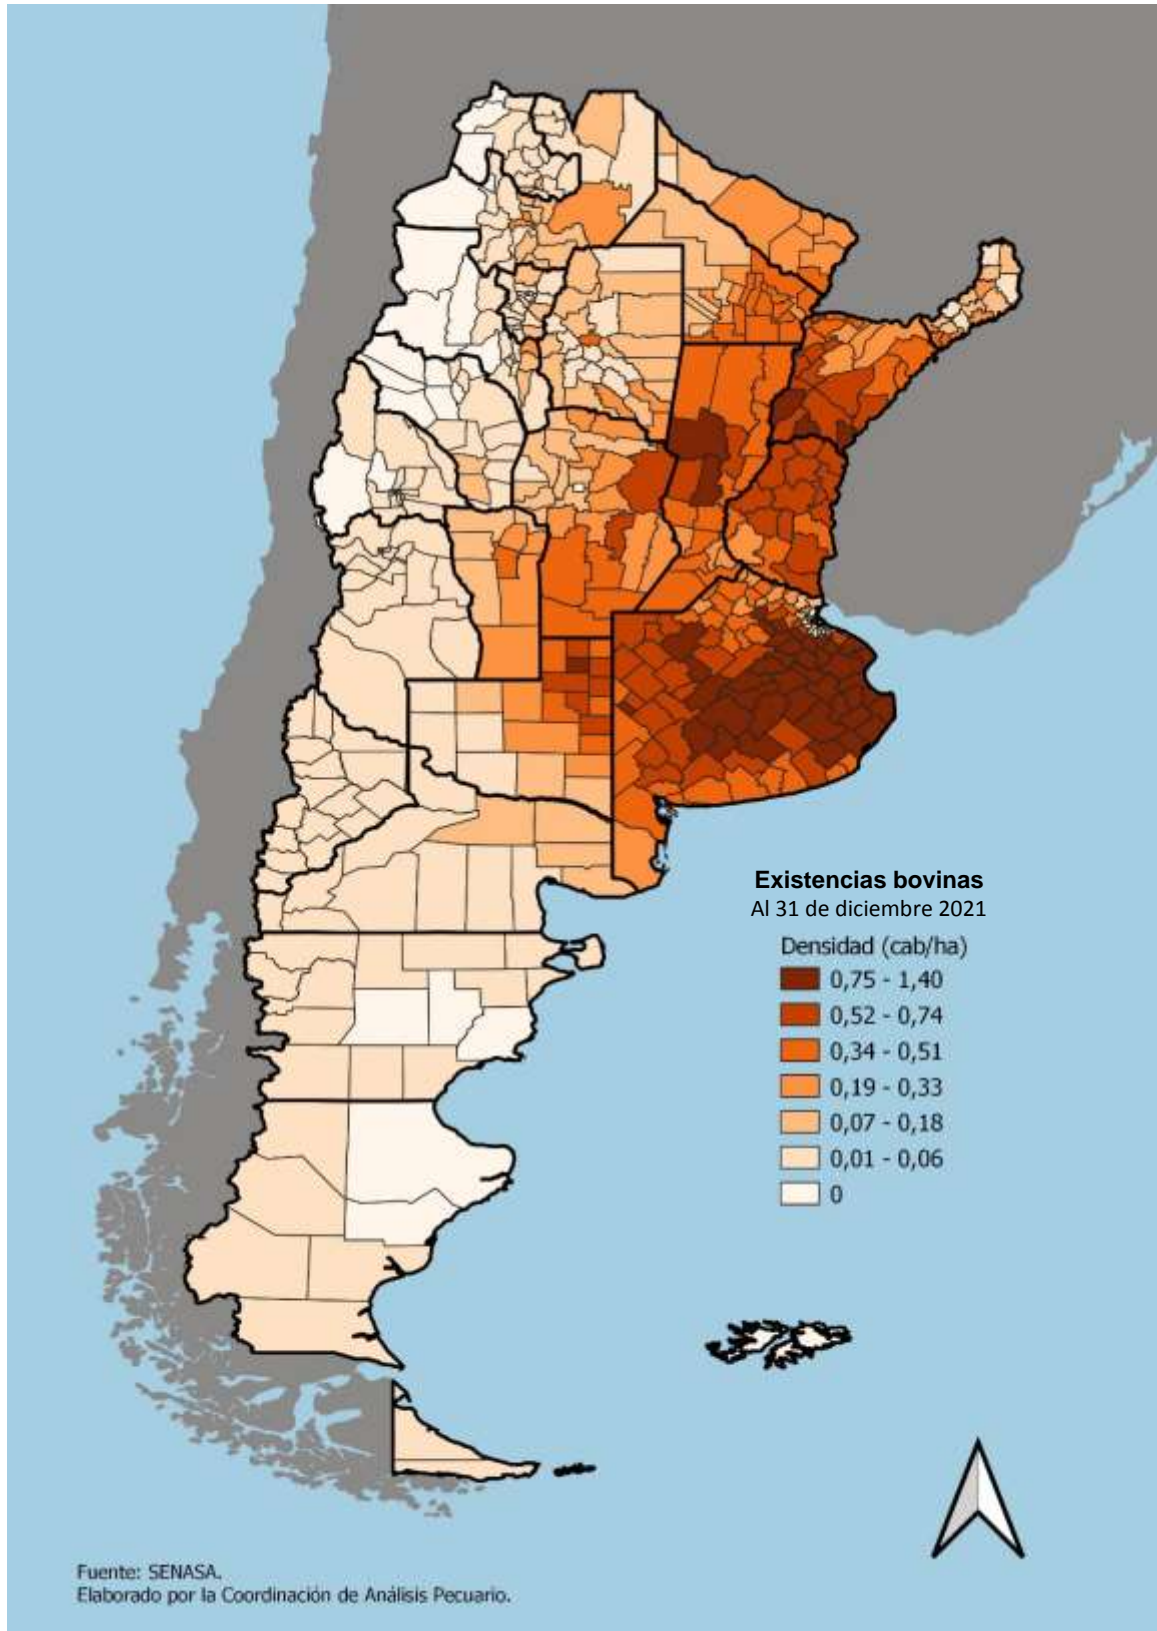 Existencias bovinas
Al 31 de diciembre 2021
Densidad (cab/ha)
0,75 - 1,40
0,52 - 0,74
0,34 - 0,51
0,19 - 0,33
0,07 - 0,18
0,01 - 0,06
0
Fuente: SENASA.
Elaborado por la Coordinación de Análisis Pecuario.